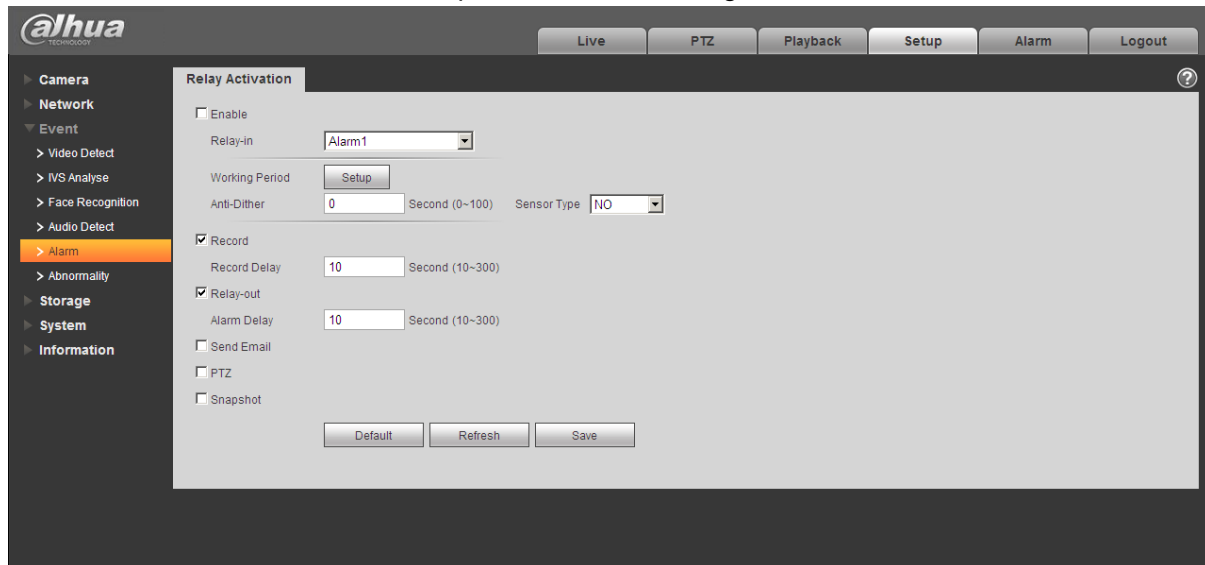 alhua
TECHNOLOGY
Live PTZ Playback Setup Alarm Logout
Camera
Network
Event
> Video Detect
> IVS Analyse
> Face Recognition
> Audio Detect
> Alarm
> Abnormality
Storage
System
Information
Relay Activation
?
Enable
Relay-in Alarm1
Working Period Setup
Anti-Dither 0 Second (0~100) Sensor Type NO
Record
Record Delay 10 Second (10~300)
Relay-out
Alarm Delay 10 Second (10~300)
Send Email
PTZ
Snapshot
Default Refresh Save